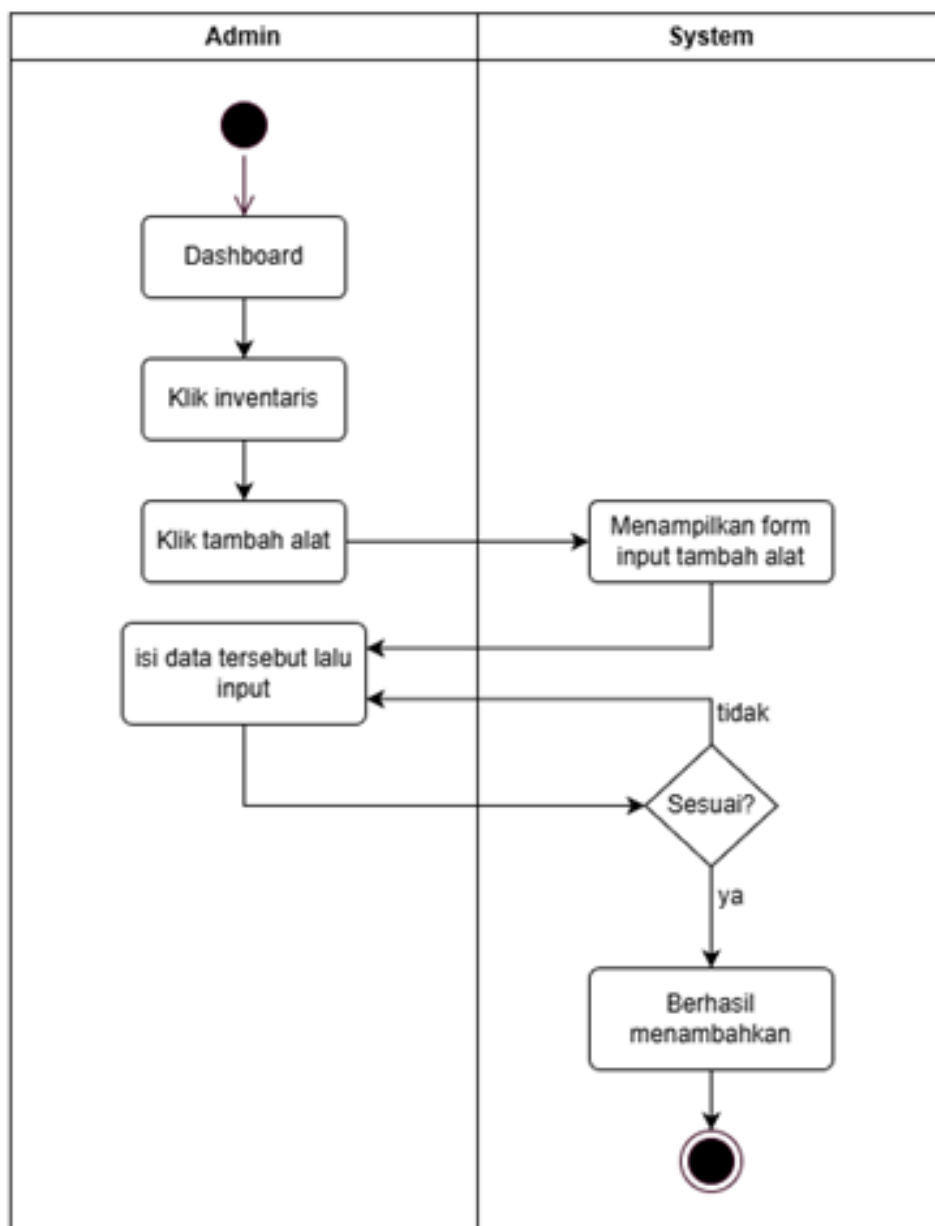 Admin
System
Dashboard
Klik inventaris
Klik tambah alat
Menampilkan form
input tambah alat
isi data tersebut lalu
input
tidak
Sesuai?
ya
Berhasil
menambahkan